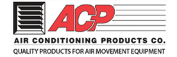 ACP
AIR CONDITIONING PRODUCTS CO.
QUALITY PRODUCTS FOR AIR MOVEMENT EQUIPMENT